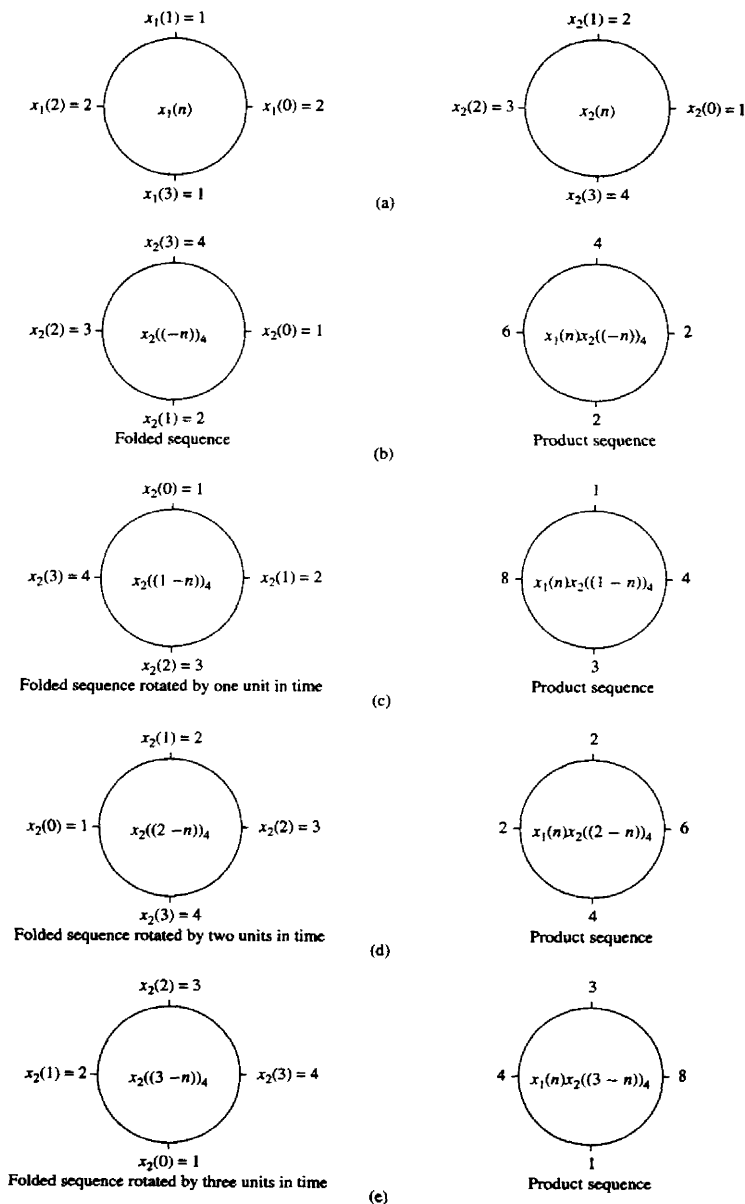 x₁(1) = 1
x₁(2) = 2
x₁(n)
x₁(0) = 2
x₁(3) = 1
x₂(1) = 2
x₂(2) = 3
x₂(n)
x₂(0) = 1
x₂(3) = 4
(a)
x₂(3) = 4
x₂(2) = 3
x₂((−n))₄
x₂(0) = 1
x₂(1) = 2
Folded sequence
4
6
x₁(n)x₂((−n))₄
2
2
Product sequence
(b)
x₂(0) = 1
x₂(3) = 4
x₂((1 − n))₄
x₂(1) = 2
x₂(2) = 3
Folded sequence rotated by one unit in time
1
8
x₁(n)x₂((1 − n))₄
4
3
Product sequence
(c)
x₂(1) = 2
x₂(0) = 1
x₂((2 − n))₄
x₂(2) = 3
x₂(3) = 4
Folded sequence rotated by two units in time
2
2
x₁(n)x₂((2 − n))₄
6
4
Product sequence
(d)
x₂(2) = 3
x₂(1) = 2
x₂((3 − n))₄
x₂(3) = 4
x₂(0) = 1
Folded sequence rotated by three units in time
3
4
x₁(n)x₂((3 − n))₄
8
1
Product sequence
(e)